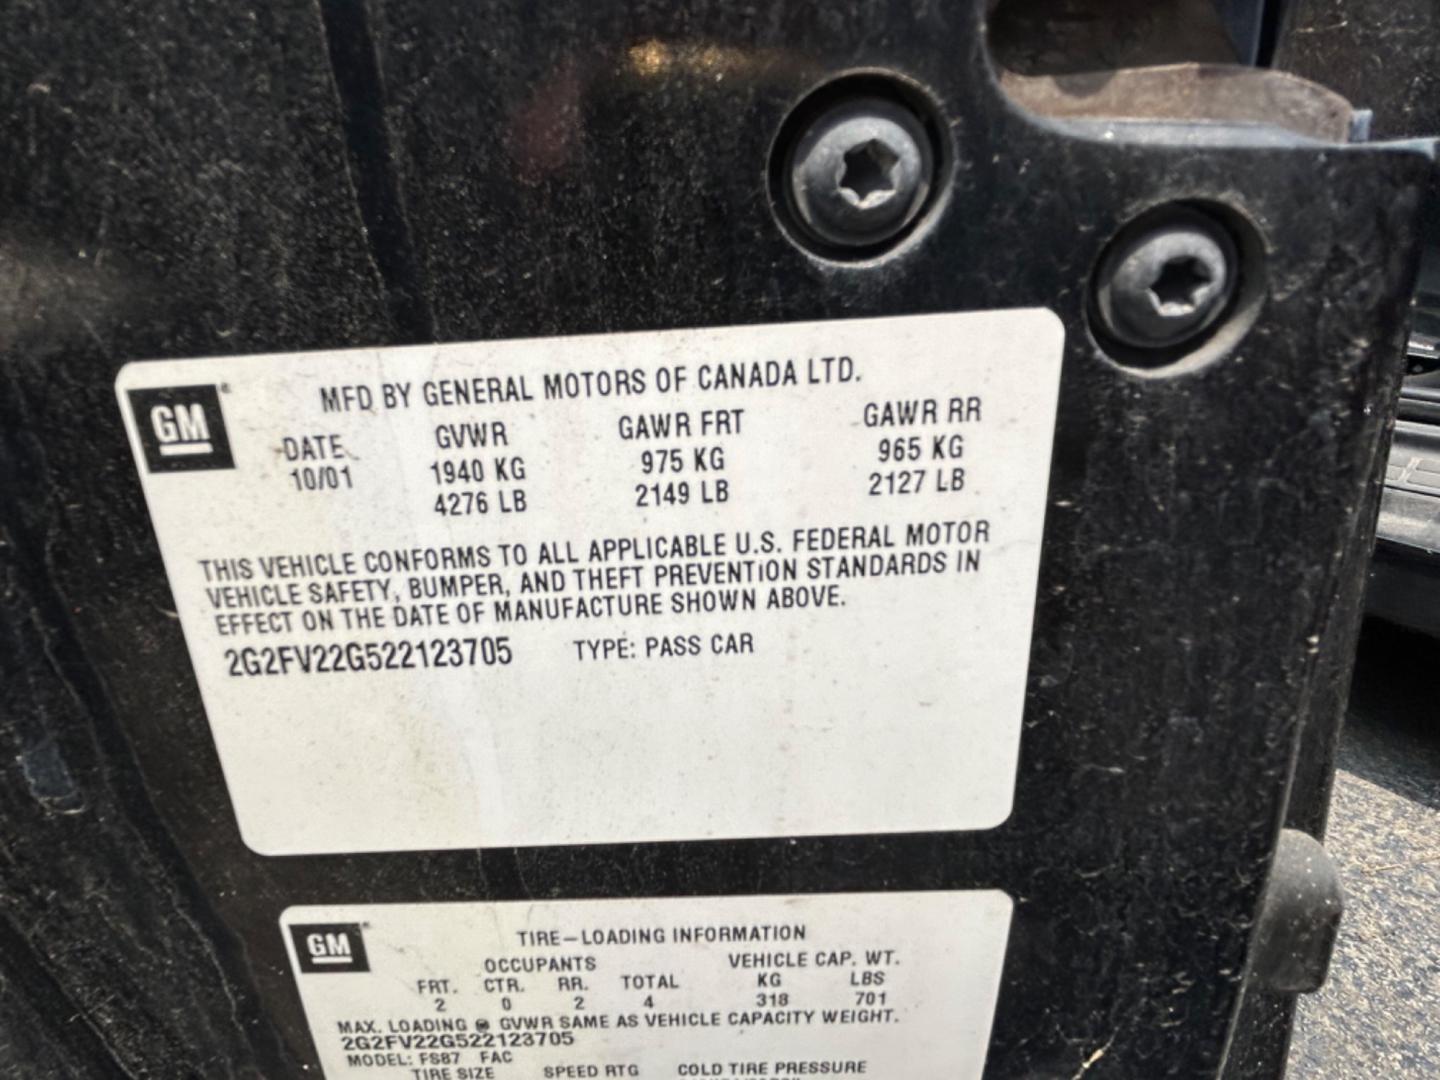 GM
MFD BY GENERAL MOTORS OF CANADA LTD.
DATE GVWR GAWR FRT GAWR RR
10/01 1940 KG 975 KG 965 KG
4276 LB 2149 LB 2127 LB
THIS VEHICLE CONFORMS TO ALL APPLICABLE U.S. FEDERAL MOTOR
VEHICLE SAFETY, BUMPER, AND THEFT PREVENTION STANDARDS IN
EFFECT ON THE DATE OF MANUFACTURE SHOWN ABOVE.
2G2FV22G522123705 TYPE: PASS CAR
GM
TIRE-LOADING INFORMATION
OCCUPANTS VEHICLE CAP. WT.
FRT. CTR. RR. TOTAL KG LBS
2 0 2 4 318 701
MAX. LOADING @ GVWR SAME AS VEHICLE CAPACITY WEIGHT.
2G2FV22G522123705
MODEL: FS87 FAC
TIRE SIZE SPEED RTG COLD TIRE PRESSURE